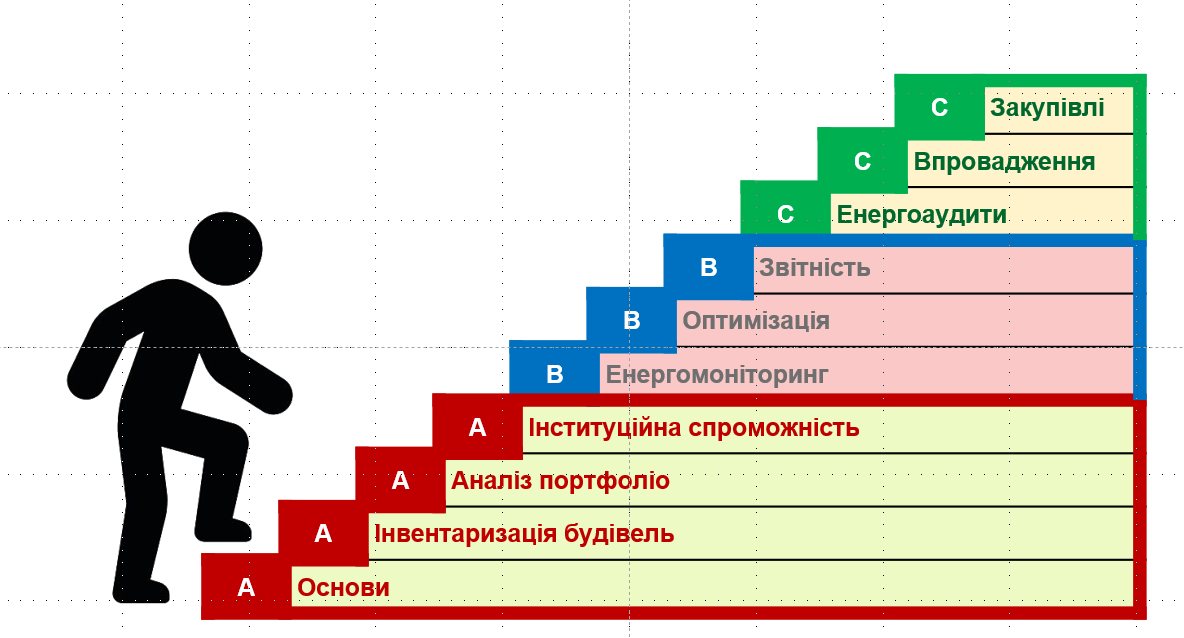 C Закупівлі
C Впровадження
C Енергоаудити
B Звітність
B Оптимізація
B Енергомоніторинг
A Інституційна спроможність
A Аналіз портфоліо
A Інвентаризація будівель
A Основи